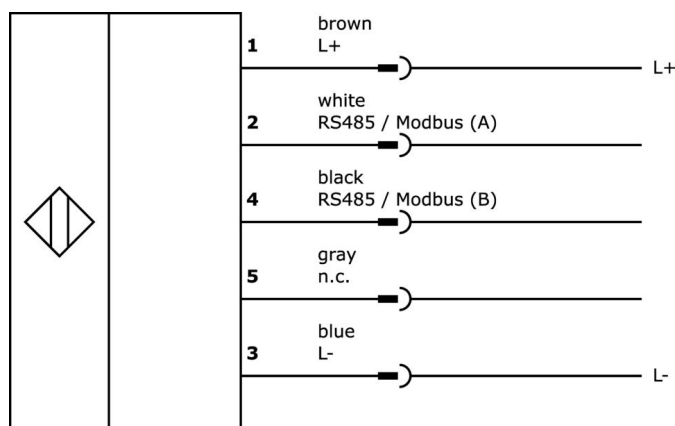 brown
1 L+
L+
white
2 RS485 / Modbus (A)
black
4 RS485 / Modbus (B)
gray
5 n.c.
blue
3 L-
L-